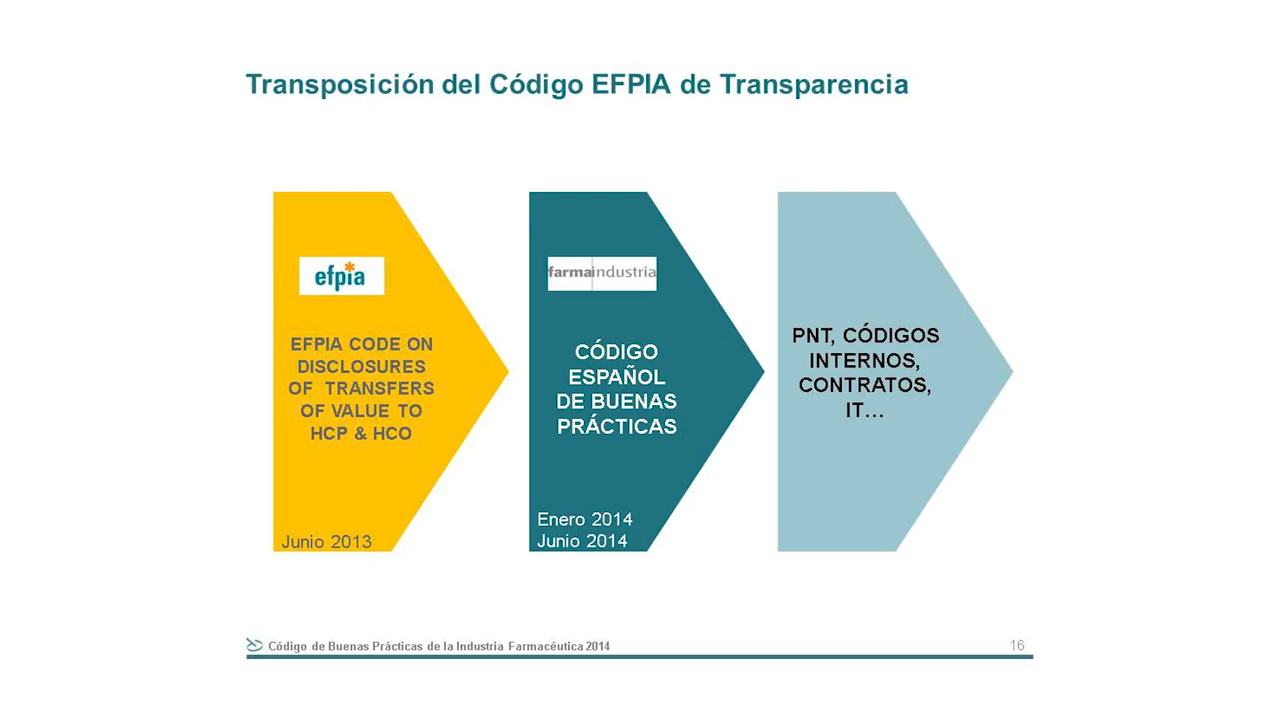 Transposición del Código EFPIA de Transparencia
efpia
EFPIA CODE ON
DISCLOSURES
OF TRANSFERS
OF VALUE TO
HCP & HCO
Junio 2013
farmaindustria
CÓDIGO
ESPAÑOL
DE BUENAS
PRÁCTICAS
Enero 2014
Junio 2014
PNT, CÓDIGOS
INTERNOS,
CONTRATOS,
IT…
Código de Buenas Prácticas de la Industria Farmacéutica 2014
16